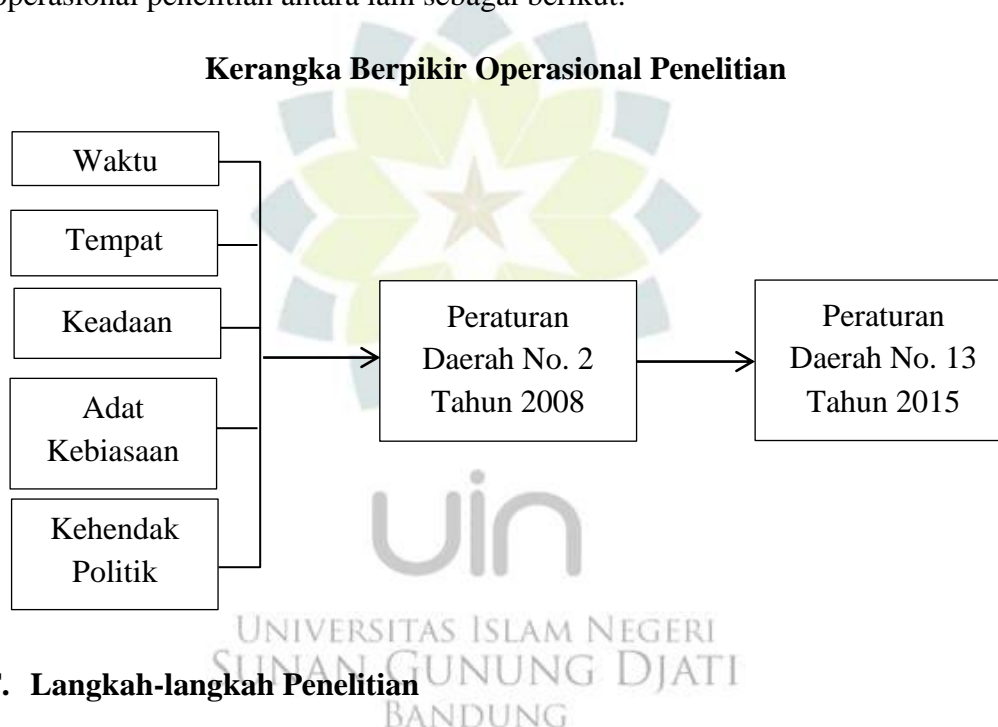 operasional penelitian antara lain sebagai berikut:
Kerangka Berpikir Operasional Penelitian
Waktu
Tempat
Keadaan
Adat
Kebiasaan
Kehendak
Politik
Peraturan
Daerah No. 2
Tahun 2008
Peraturan
Daerah No. 13
Tahun 2015
uin
UNIVERSITAS ISLAM NEGERI
SUNAN GUNUNG DJATI
BANDUNG
Langkah-langkah Penelitian